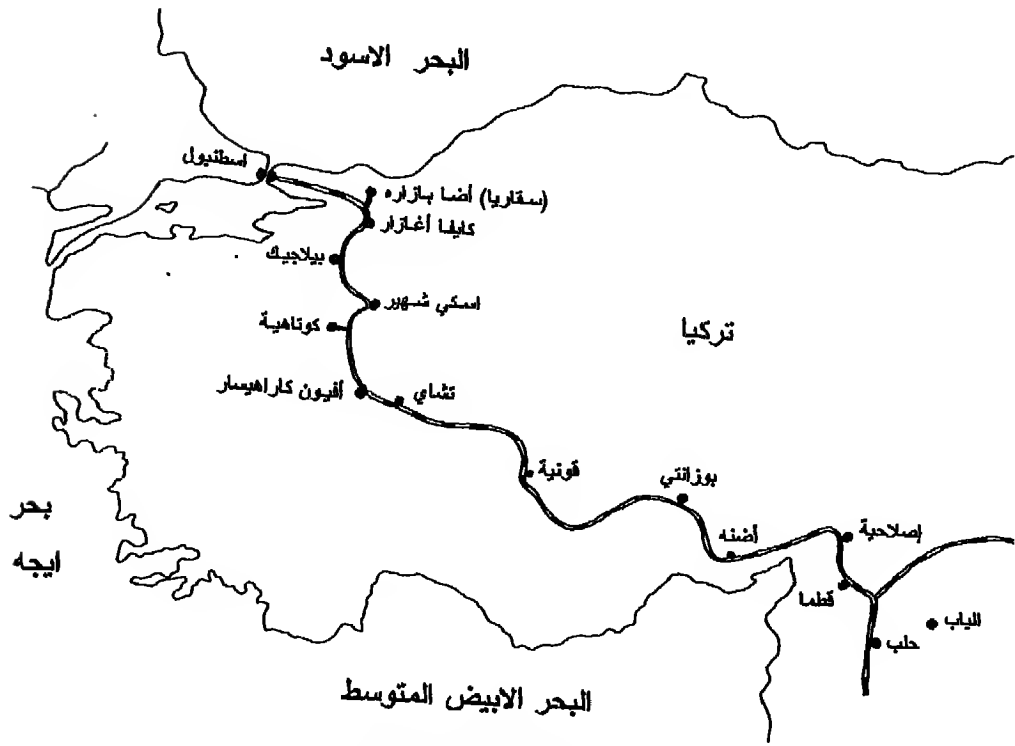 البحر الاسود
اسطنبول
(سقاريا) أضا بازاره
كايفا أغازار
بيلاجيك
اسكي شهير
كوتاهية
تركيا
أفيون كاراهيسار
تشاي
قونية
بوزانتي
بحر
ايجه
أضنه
إصلاحية
قطما
الباب
حلب
البحر الابيض المتوسط